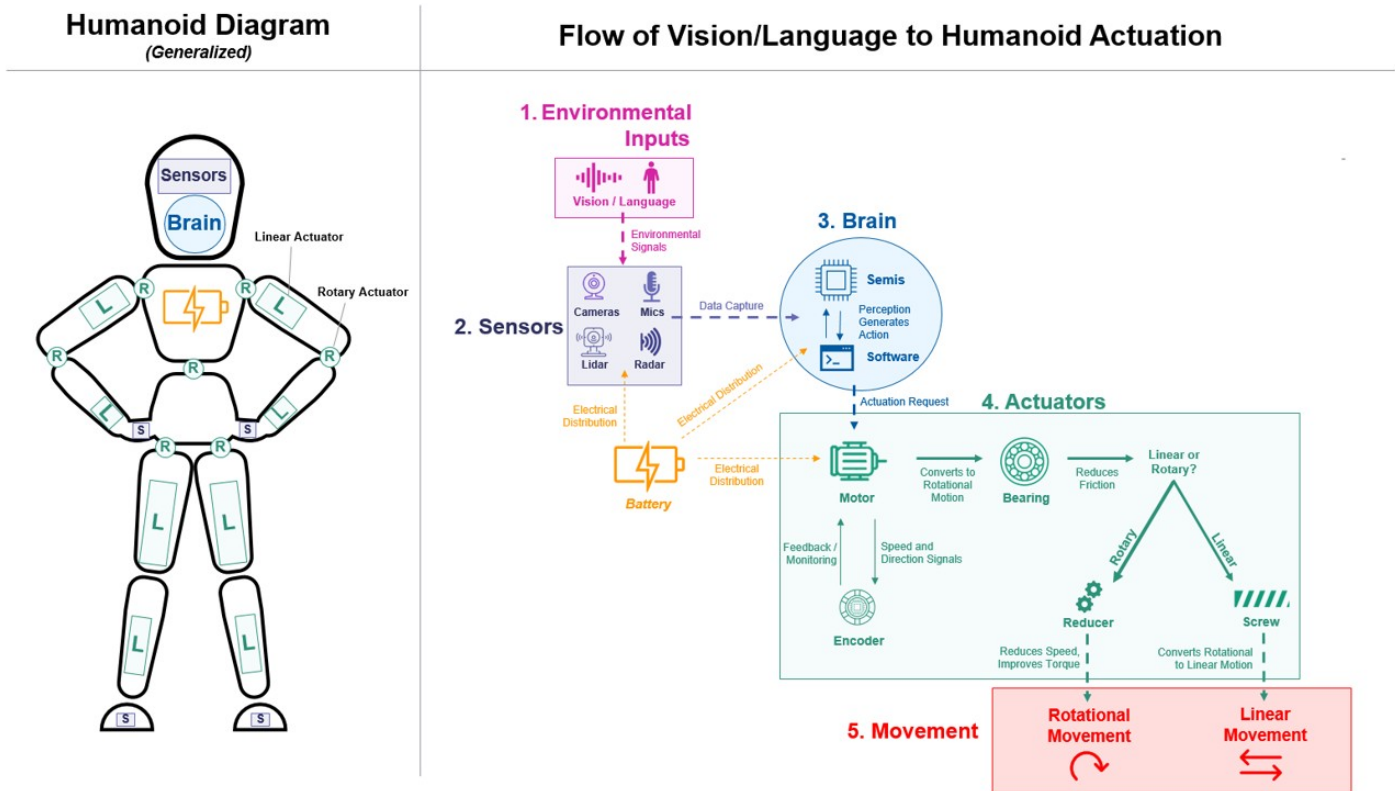 Humanoid Diagram
(Generalized)
Sensors
Brain
Linear Actuator
Rotary Actuator
R
R
L
L
R
R
R
L
L
S
S
R
R
L
L
L
L
S
S
Flow of Vision/Language to Humanoid Actuation
1. Environmental
Inputs
Vision / Language
Environmental
Signals
2. Sensors
Cameras
Mics
Lidar
Radar
Data Capture
3. Brain
Semis
Perception
Generates
Action
Software
Electrical
Distribution
Electrical Distribution
Electrical
Distribution
Battery
Actuation Request
4. Actuators
Motor
Converts to
Rotational
Motion
Bearing
Reduces
Friction
Linear or
Rotary?
Feedback /
Monitoring
Speed and
Direction Signals
Encoder
Rotary
Linear
Reducer
Screw
Reduces Speed,
Improves Torque
Converts Rotational
to Linear Motion
5. Movement
Rotational
Movement
Linear
Movement